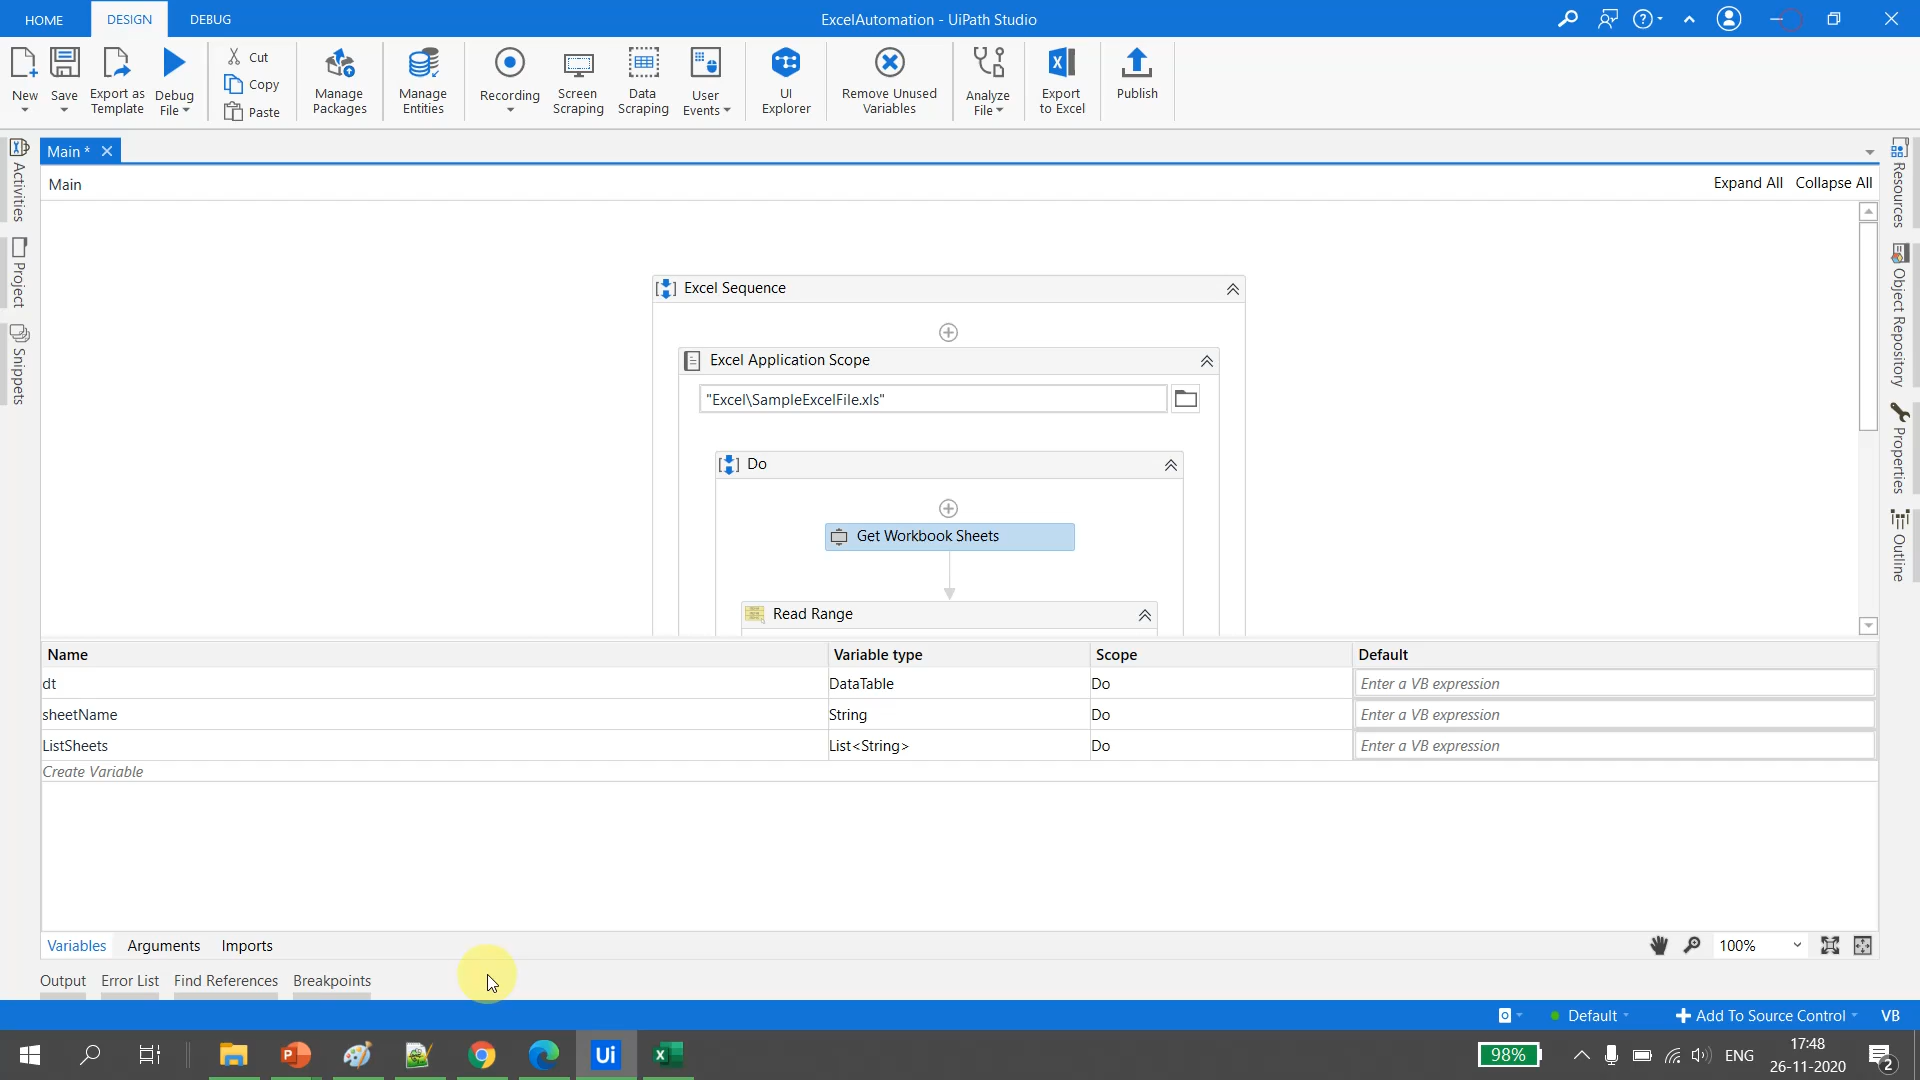 HOME
DESIGN
DEBUG
ExcelAutomation - UiPath Studio
New
Save
Export as
Template
Debug
File
Cut
Copy
Paste
Manage
Packages
Manage
Entities
Recording
Screen
Scraping
Data
Scraping
User
Events
UI
Explorer
Remove Unused
Variables
Analyze
File
Export
to Excel
Publish
Activities
Project
Snippets
Main *
Main
Expand All
Collapse All
Excel Sequence
Excel Application Scope
"Excel\SampleExcelFile.xls"
Do
Get Workbook Sheets
Read Range
Resources
Object Repository
Properties
Outline
Name Variable type Scope Default
dt DataTable Do Enter a VB expression
sheetName String Do Enter a VB expression
ListSheets List<String> Do Enter a VB expression
Create Variable
Variables Arguments Imports
100%
Output Error List Find References Breakpoints
Default
Add To Source Control
VB
Ui
98%
ENG
17:48
26-11-2020
2